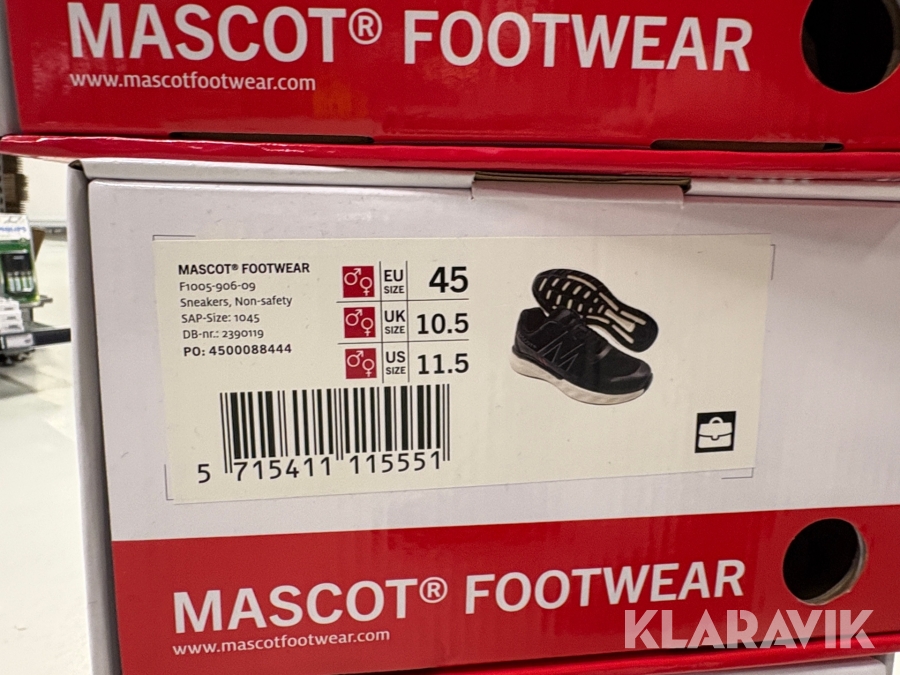 MASCOT® FOOTWEAR
www.mascotfootwear.com
PHILIPS
MASCOT® FOOTWEAR
F1005-906-09
Sneakers, Non-safety
SAP-Size: 1045
DB-nr.: 2390119
PO: 4500088444
EU SIZE 45
UK SIZE 10.5
US SIZE 11.5
5 715411 115551
MASCOT® FOOTWEAR
www.mascotfootwear.com
KLARAVIK